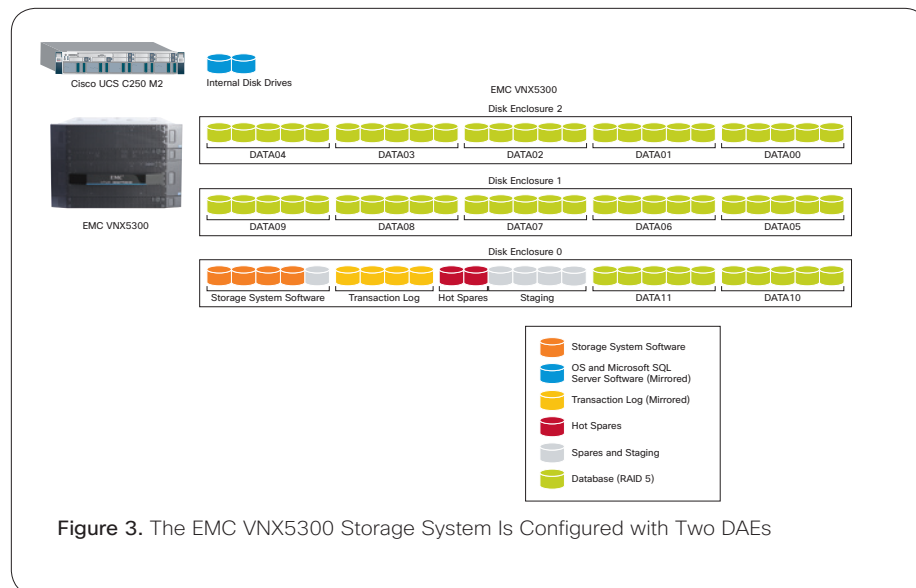 Cisco UCS C250 M2
Internal Disk Drives
EMC VNX5300
Disk Enclosure 2
DATA04 DATA03 DATA02 DATA01 DATA00
Disk Enclosure 1
EMC
EMC VNX5300
DATA09 DATA08 DATA07 DATA06 DATA05
Disk Enclosure 0
Storage System Software Transaction Log Hot Spares Staging DATA11 DATA10
Storage System Software
OS and Microsoft SQL
Server Software (Mirrored)
Transaction Log (Mirrored)
Hot Spares
Spares and Staging
Database (RAID 5)
Figure 3. The EMC VNX5300 Storage System Is Configured with Two DAEs